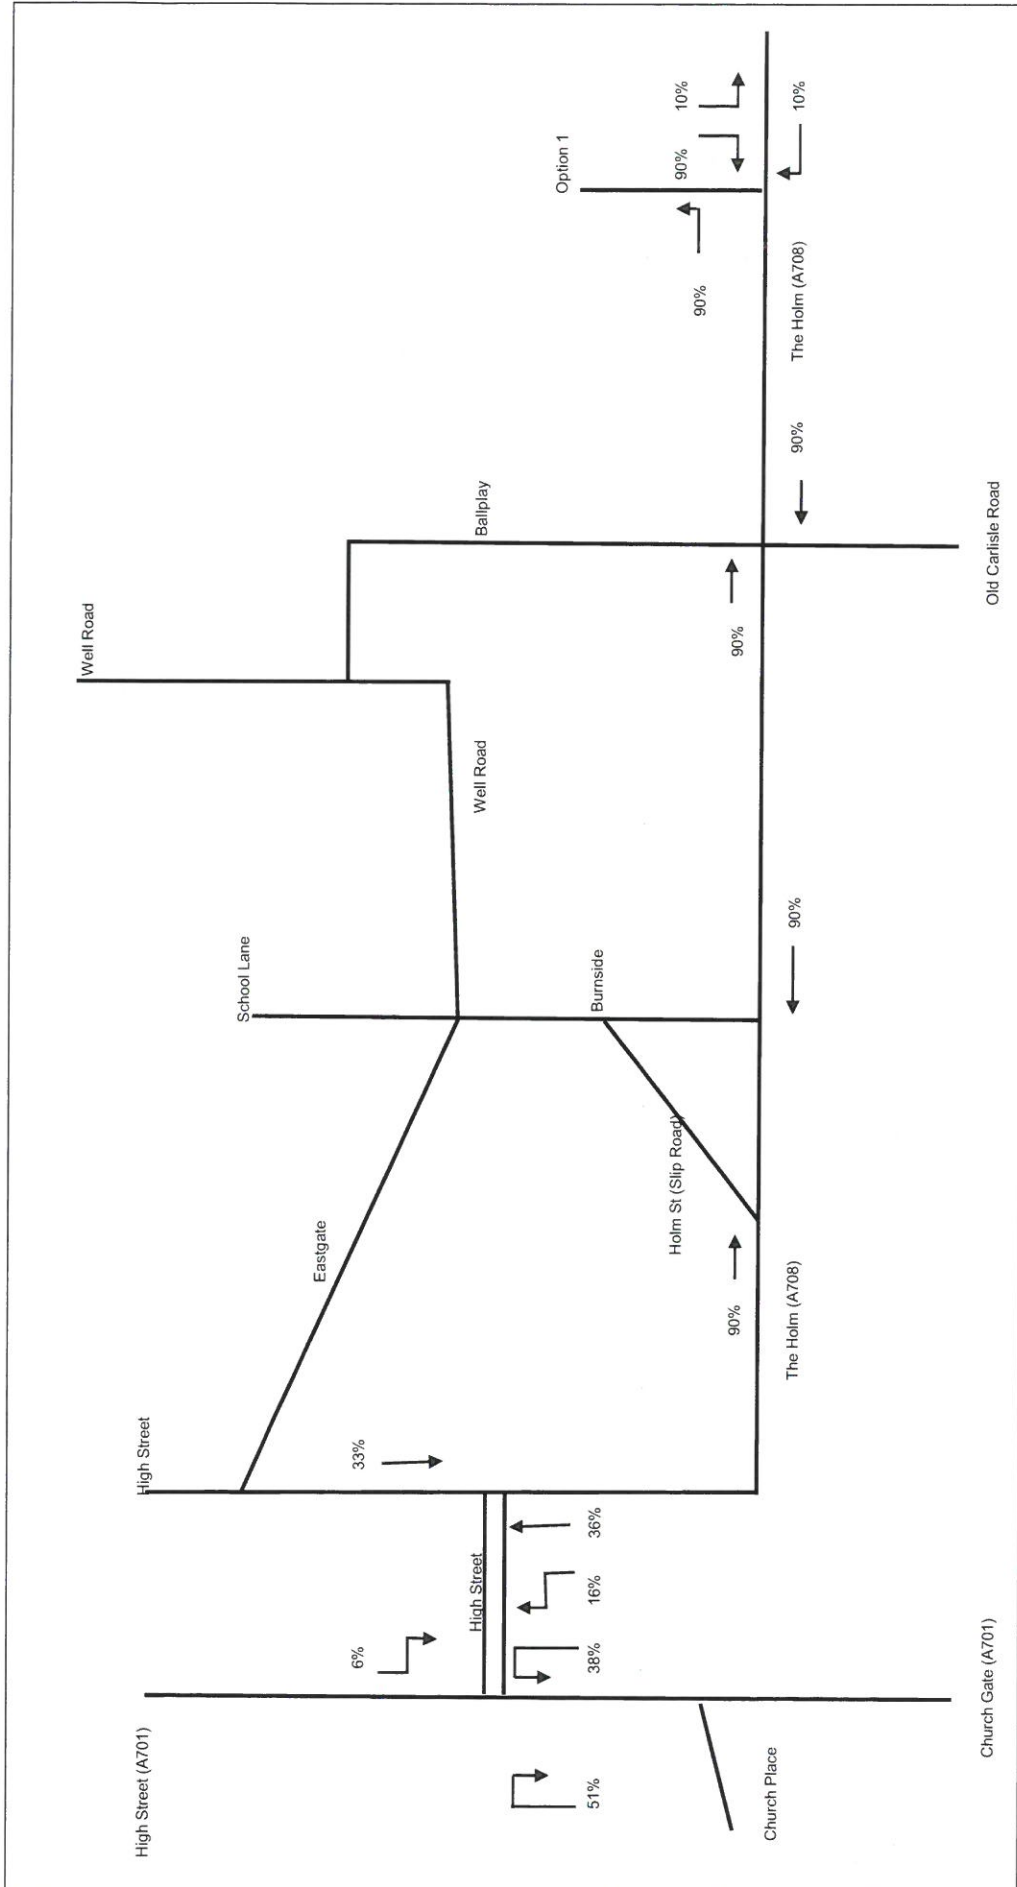 High Street (A701)
51%
Church Place
Church Gate (A701)
6%
38%
16%
36%
High Street
High Street
33%
Eastgate
The Holm (A708)
90%
Holm St (Slip Road)
School Lane
Burnside
90%
Well Road
Well Road
Ballplay
90%
Old Carlisle Road
90%
The Holm (A708)
90%
Option 1
90%
10%
10%